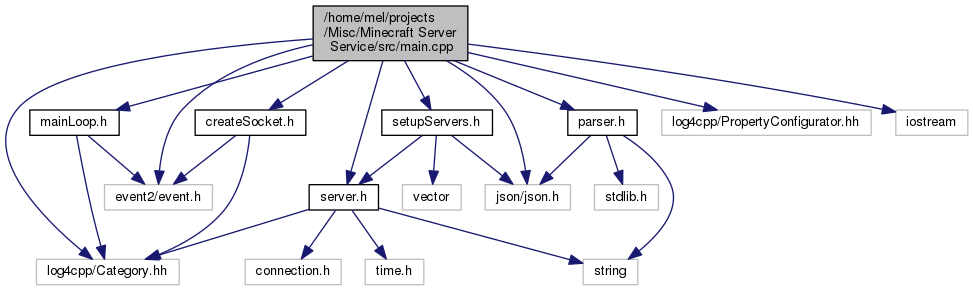 /home/mel/projects
/Misc/Minecraft Server
Service/src/main.cpp
mainLoop.h
createSocket.h
setupServers.h
parser.h
log4cpp/PropertyConfigurator.hh
iostream
event2/event.h
server.h
vector
json/json.h
stdlib.h
log4cpp/Category.hh
connection.h
time.h
string